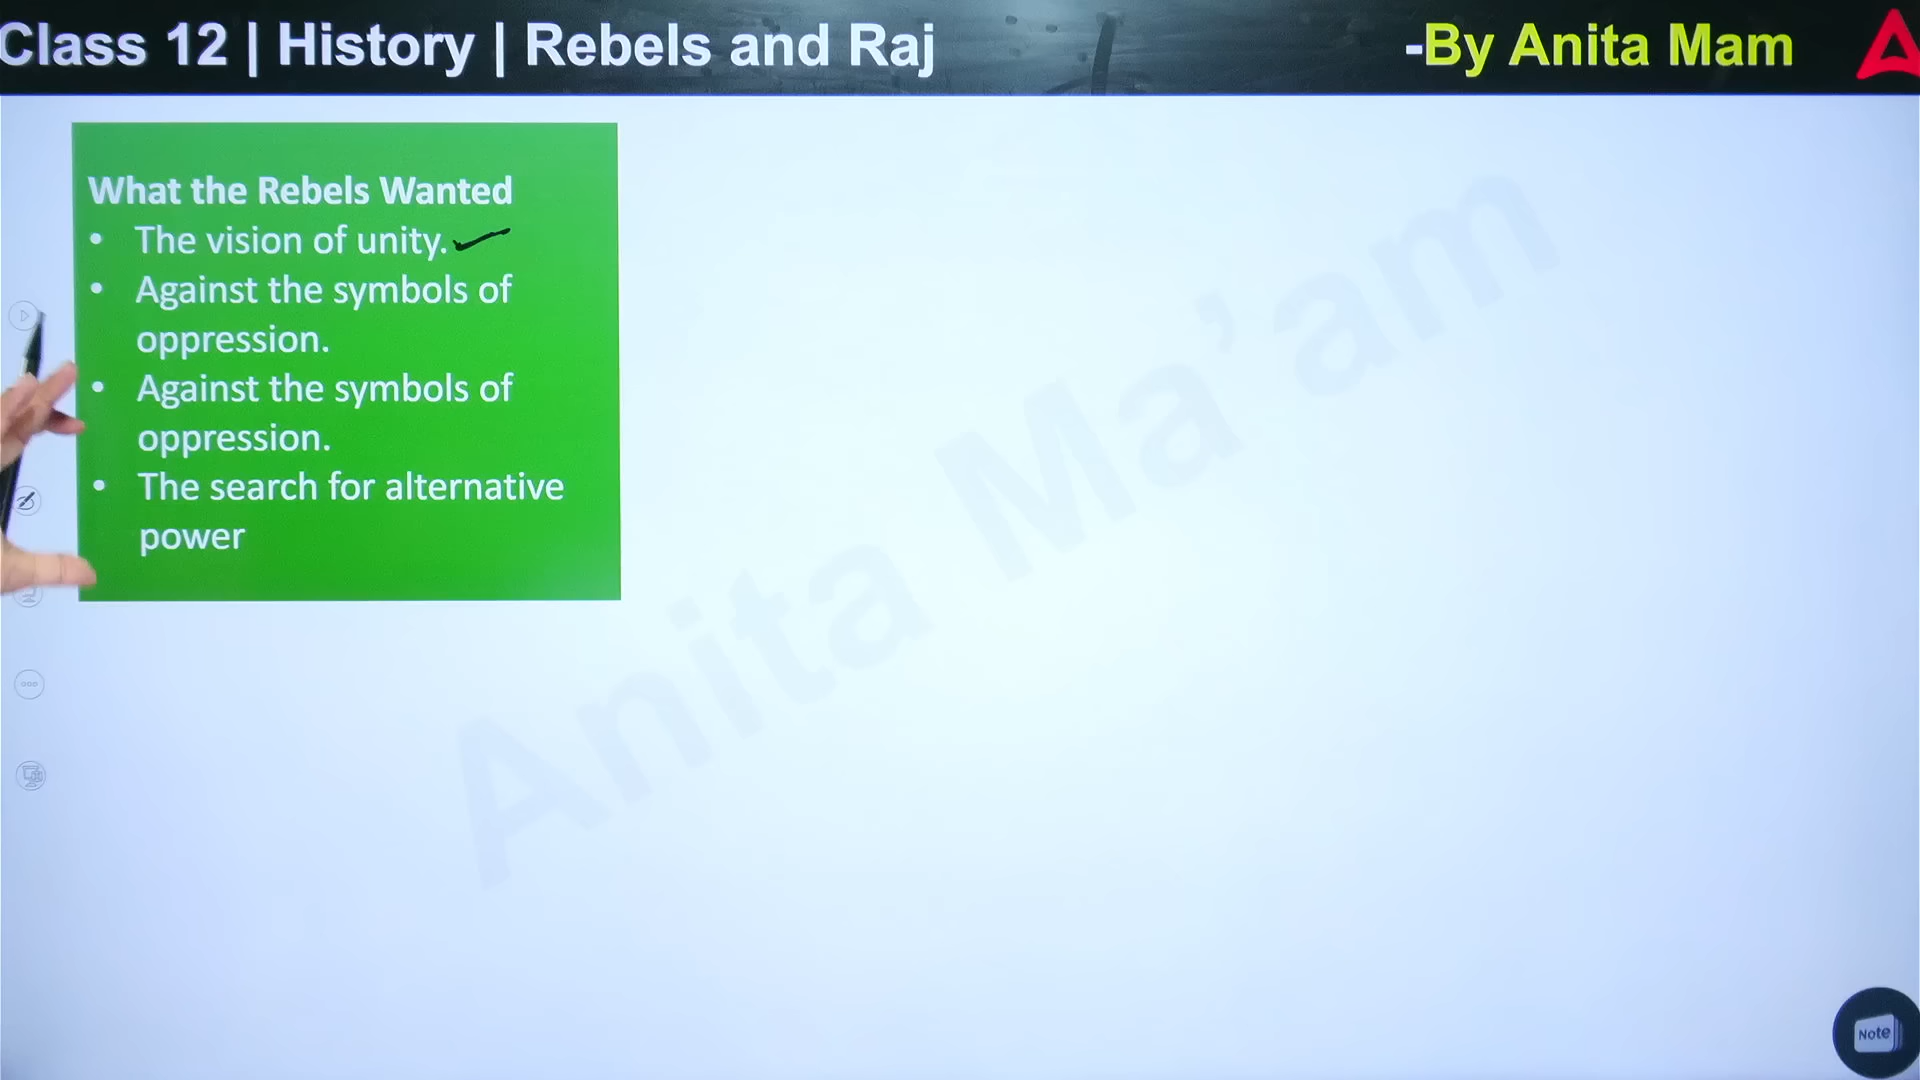 Class 12 | History | Rebels and Raj
-By Anita Mam
What the Rebels Wanted
• The vision of unity.
• Against the symbols of
oppression.
• Against the symbols of
oppression.
• The search for alternative
power
Anita Ma'am
Note